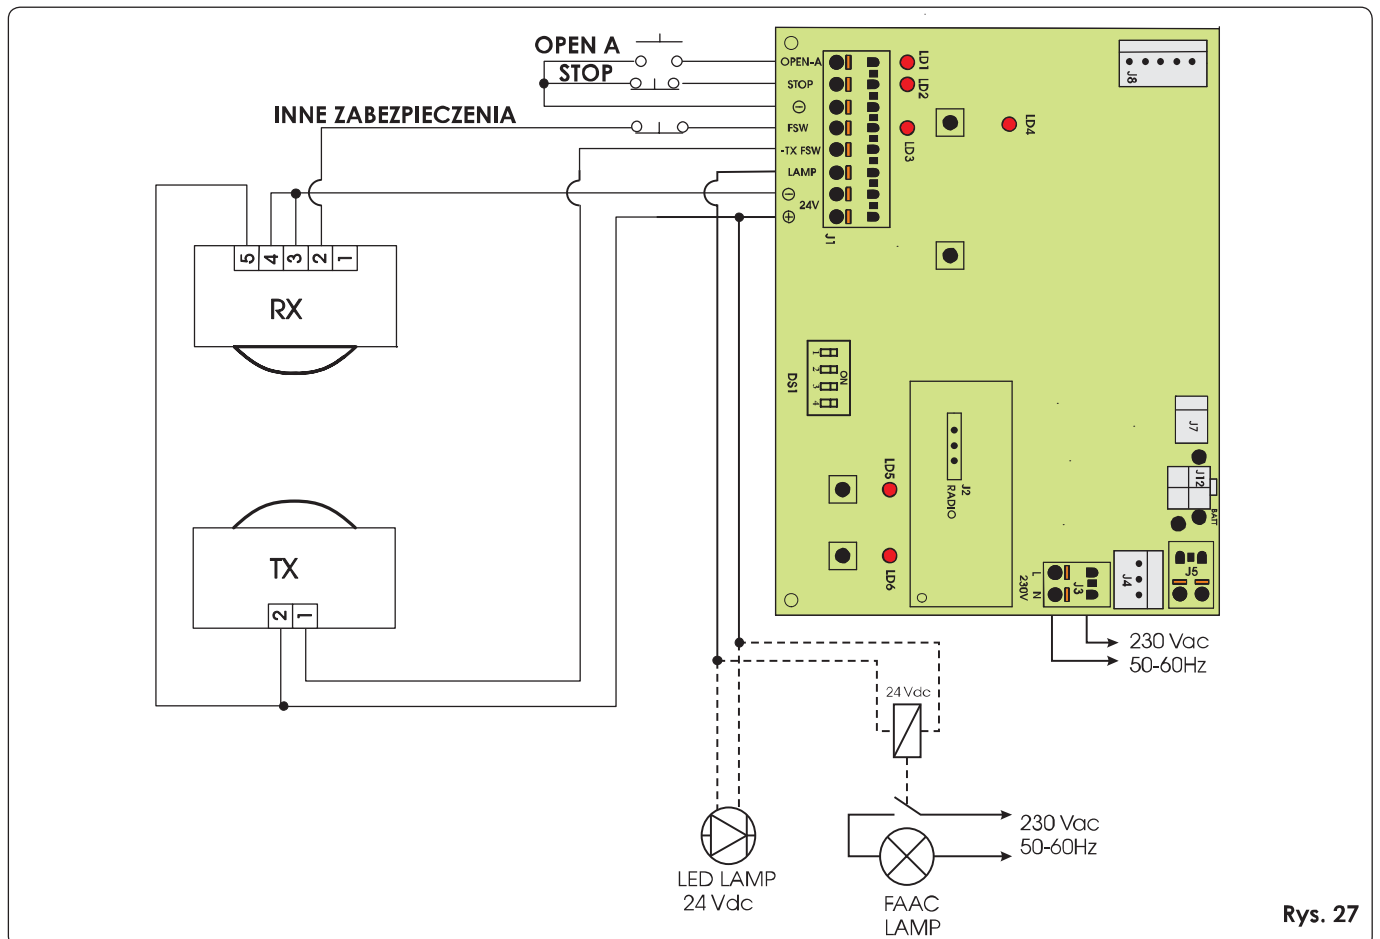 OPEN A
STOP
INNE ZABEZPIECZENIA
OPEN-A
STOP
FSW
-TX FSW
LAMP
24V
J1
LD1
LD2
LD3
LD4
J8
5 4 3 2 1
RX
TX
2 1
DS1
1
2
3
4
ON
LD5
LD6
J2
RADIO
J7
J12
BATT
J5
J4
J3
L
N
230V
230 Vac
50-60Hz
24 Vdc
230 Vac
50-60Hz
LED LAMP
24 Vdc
FAAC
LAMP
Rys. 27